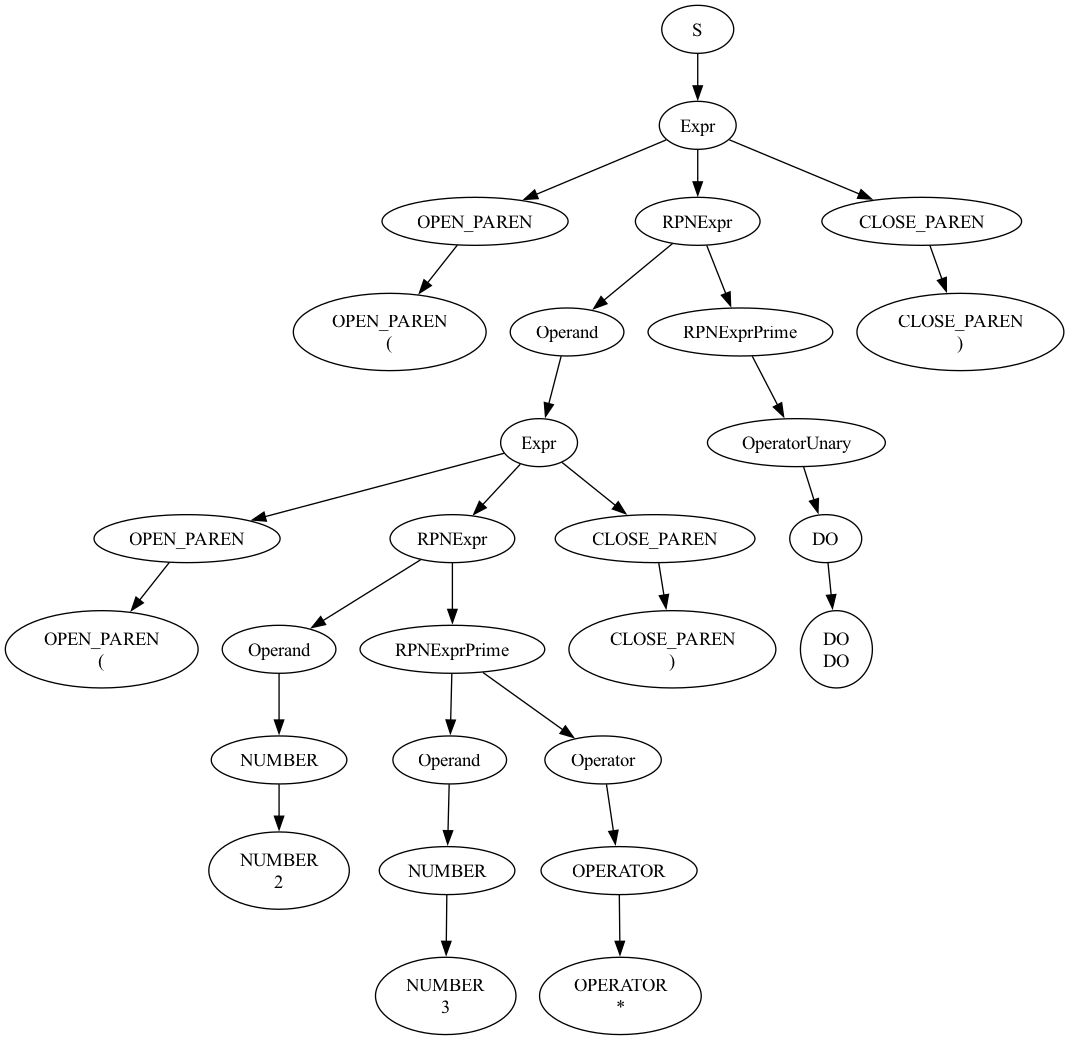 S
Expr
OPEN_PAREN
RPNExpr
CLOSE_PAREN
OPEN_PAREN
(
Operand
RPNExprPrime
CLOSE_PAREN
)
Expr
OperatorUnary
OPEN_PAREN
RPNExpr
CLOSE_PAREN
DO
OPEN_PAREN
(
Operand
RPNExprPrime
CLOSE_PAREN
)
DO
DO
NUMBER
Operand
Operator
NUMBER
2
NUMBER
OPERATOR
NUMBER
3
OPERATOR
*